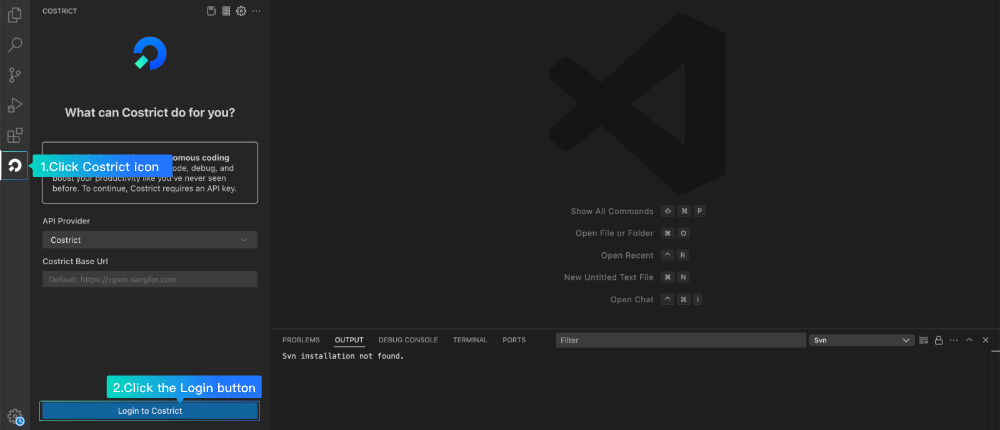 COSTRICT
What can Costrict do for you?
omous coding
1.Click Costrict icon
ode, debug, and
boost your productivity like you've never seen
before. To continue, Costrict requires an API key.
API Provider
Costrict
Costrict Base Url
Default: https://zgsm.sangfor.com
2.Click the Login button
Login to Costrict
Show All Commands ⇧ ⌘ P
Open File or Folder ⌘ O
Open Recent ^ R
New Untitled Text File ⌘ N
Open Chat ^ ⌘ I
PROBLEMS OUTPUT DEBUG CONSOLE TERMINAL PORTS
Filter
Svn
Svn installation not found.